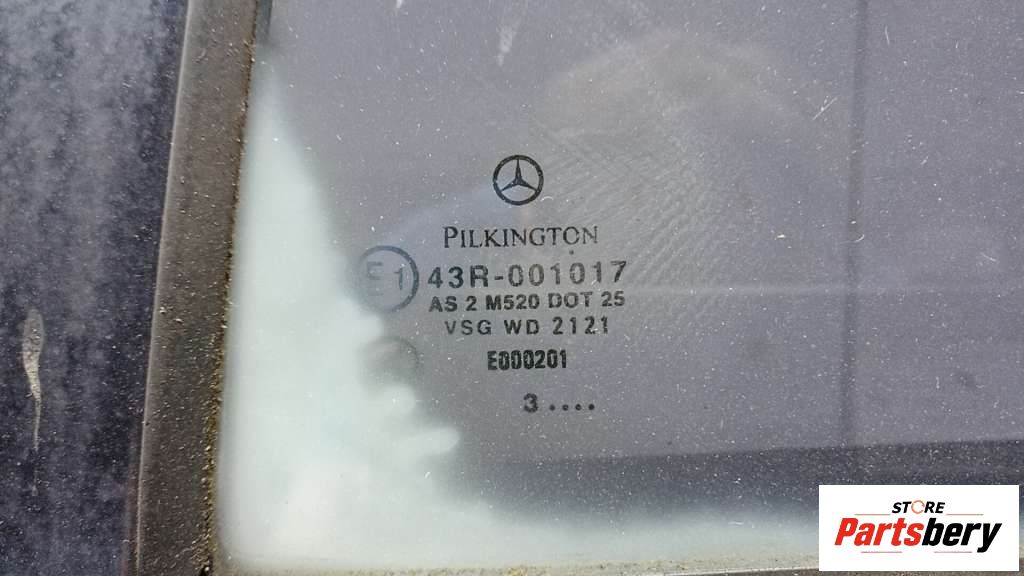 PILKINGTON
E1 43R-001017
AS 2 M520 DOT 25
VSG WD 2121
E000201
3 ....
STORE
Partsbery